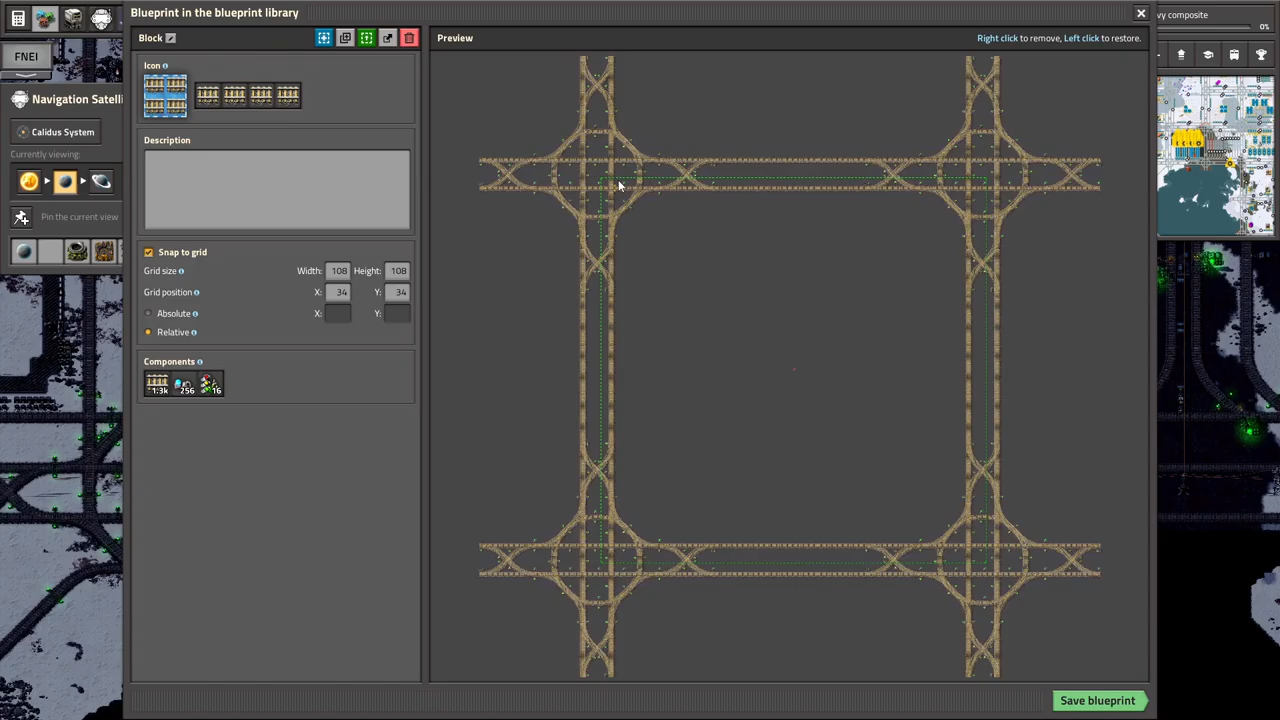 Blueprint in the blueprint library
vy composite
0%
FNEI
Block
Preview
Right click to remove, Left click to restore.
Icon
Navigation Satelli
Calidus System
Currently viewing:
Pin the current view
Description
Snap to grid
Grid size Width: 108 Height: 108
Grid position X: 34 Y: 34
Absolute X: Y:
Relative
Components
1.3k 256 16
Save blueprint